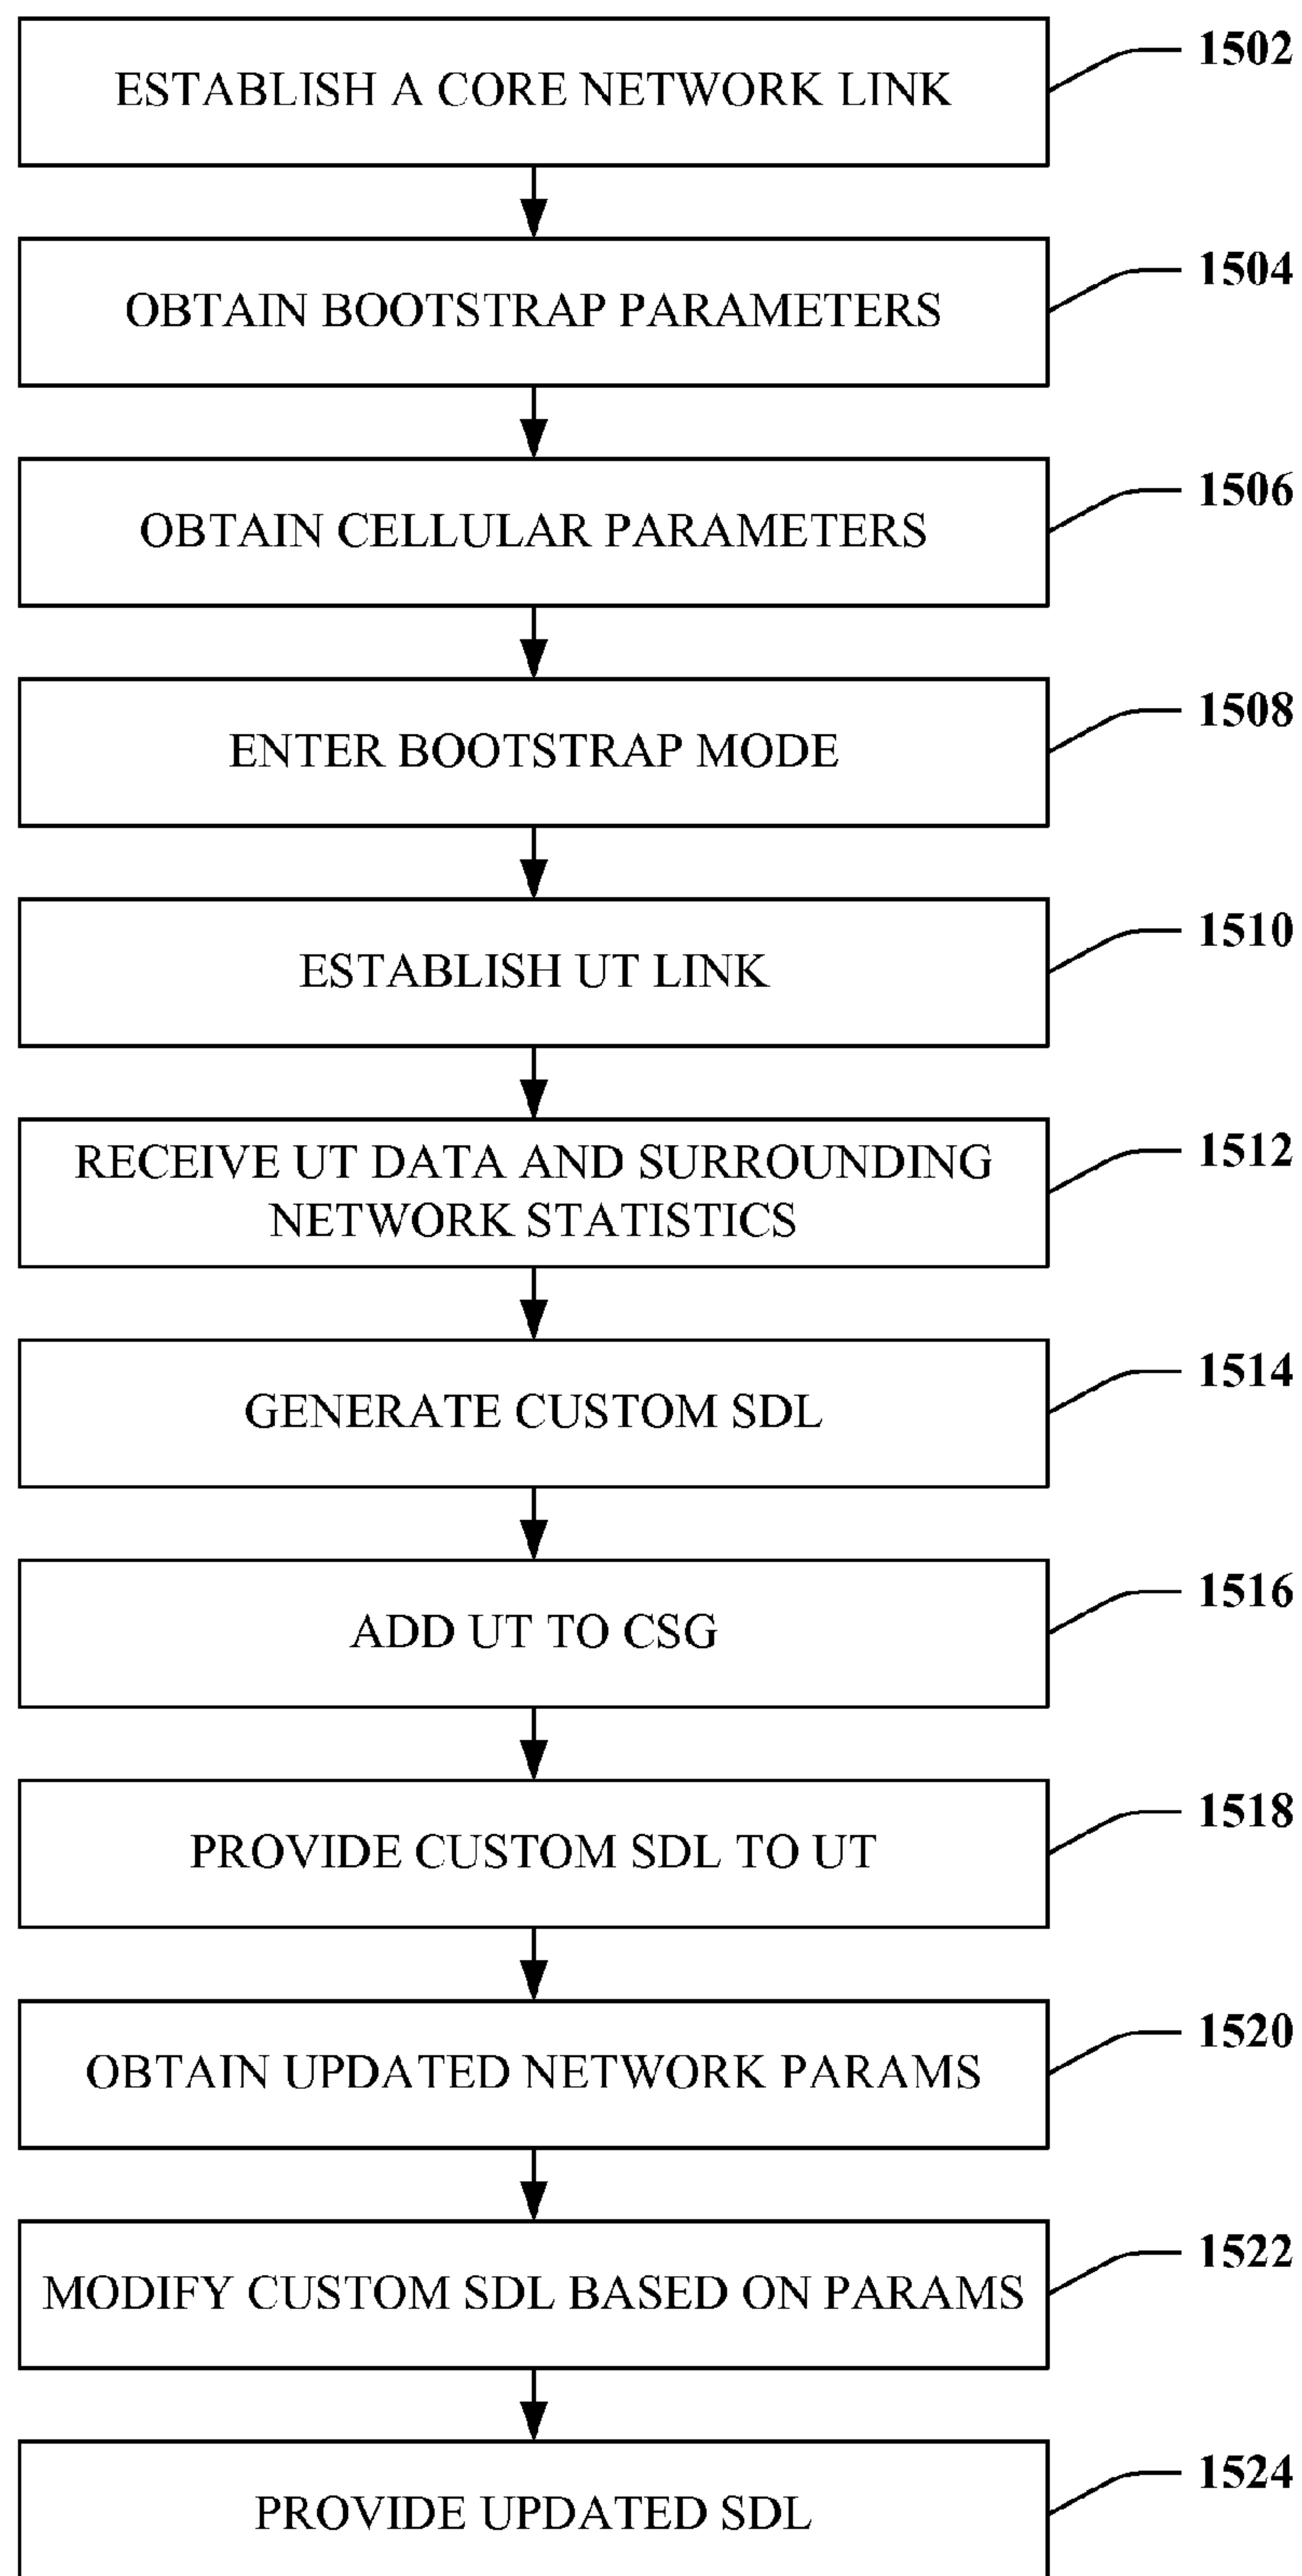 ESTABLISH A CORE NETWORK LINK
1502
OBTAIN BOOTSTRAP PARAMETERS
1504
OBTAIN CELLULAR PARAMETERS
1506
ENTER BOOTSTRAP MODE
1508
ESTABLISH UT LINK
1510
RECEIVE UT DATA AND SURROUNDING
NETWORK STATISTICS
1512
GENERATE CUSTOM SDL
1514
ADD UT TO CSG
1516
PROVIDE CUSTOM SDL TO UT
1518
OBTAIN UPDATED NETWORK PARAMS
1520
MODIFY CUSTOM SDL BASED ON PARAMS
1522
PROVIDE UPDATED SDL
1524